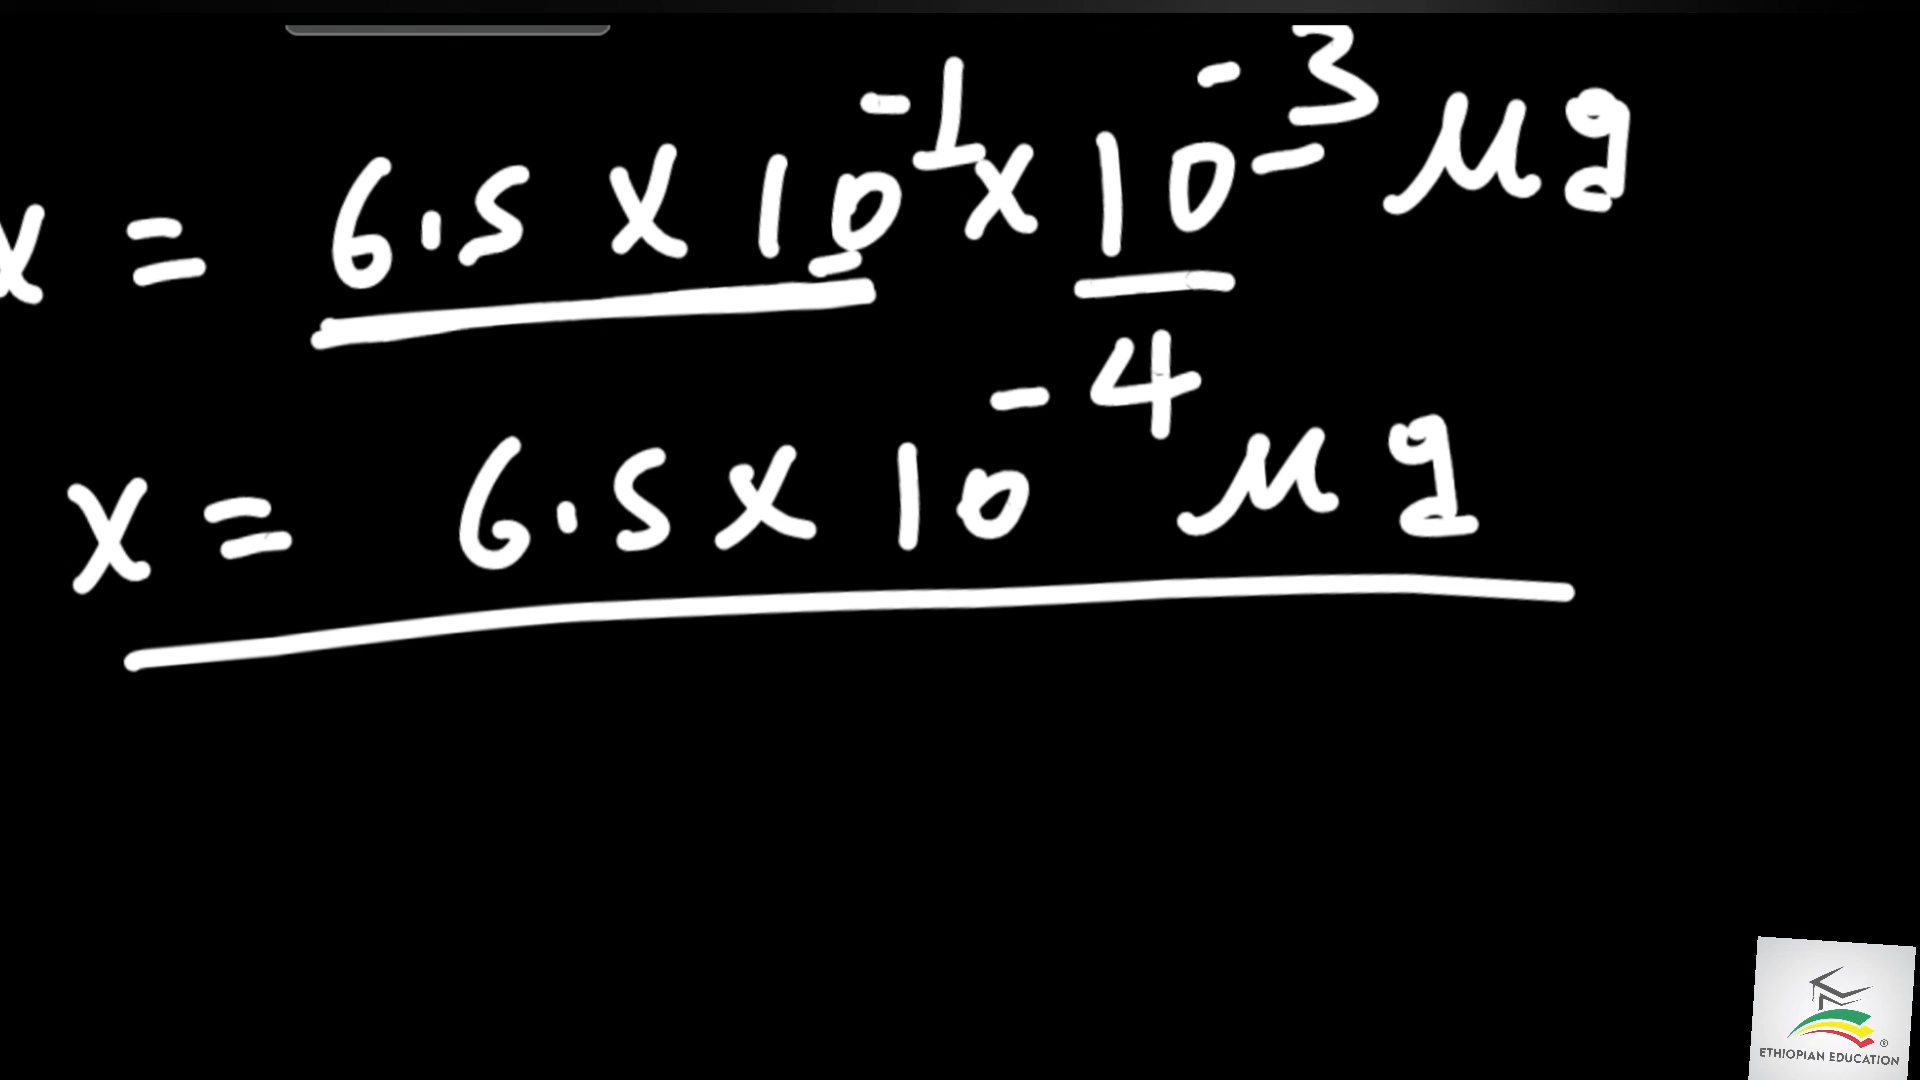 x = 6.5 x 10⁻¹ x 10⁻³ μg
x = 6.5 x 10⁻⁴ μg
ETHIOPIAN EDUCATION